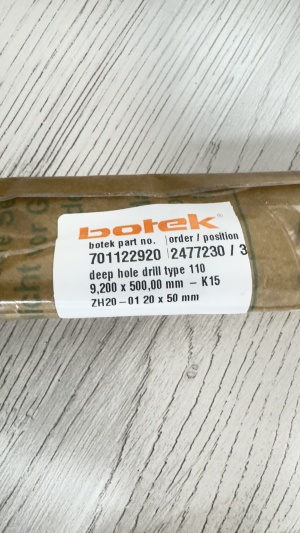 botek
botek part no. order / position
701122920 2477230 / 3
deep hole drill type 110
9,200 x 500,00 mm - K15
ZH20 - 01 20 x 50 mm